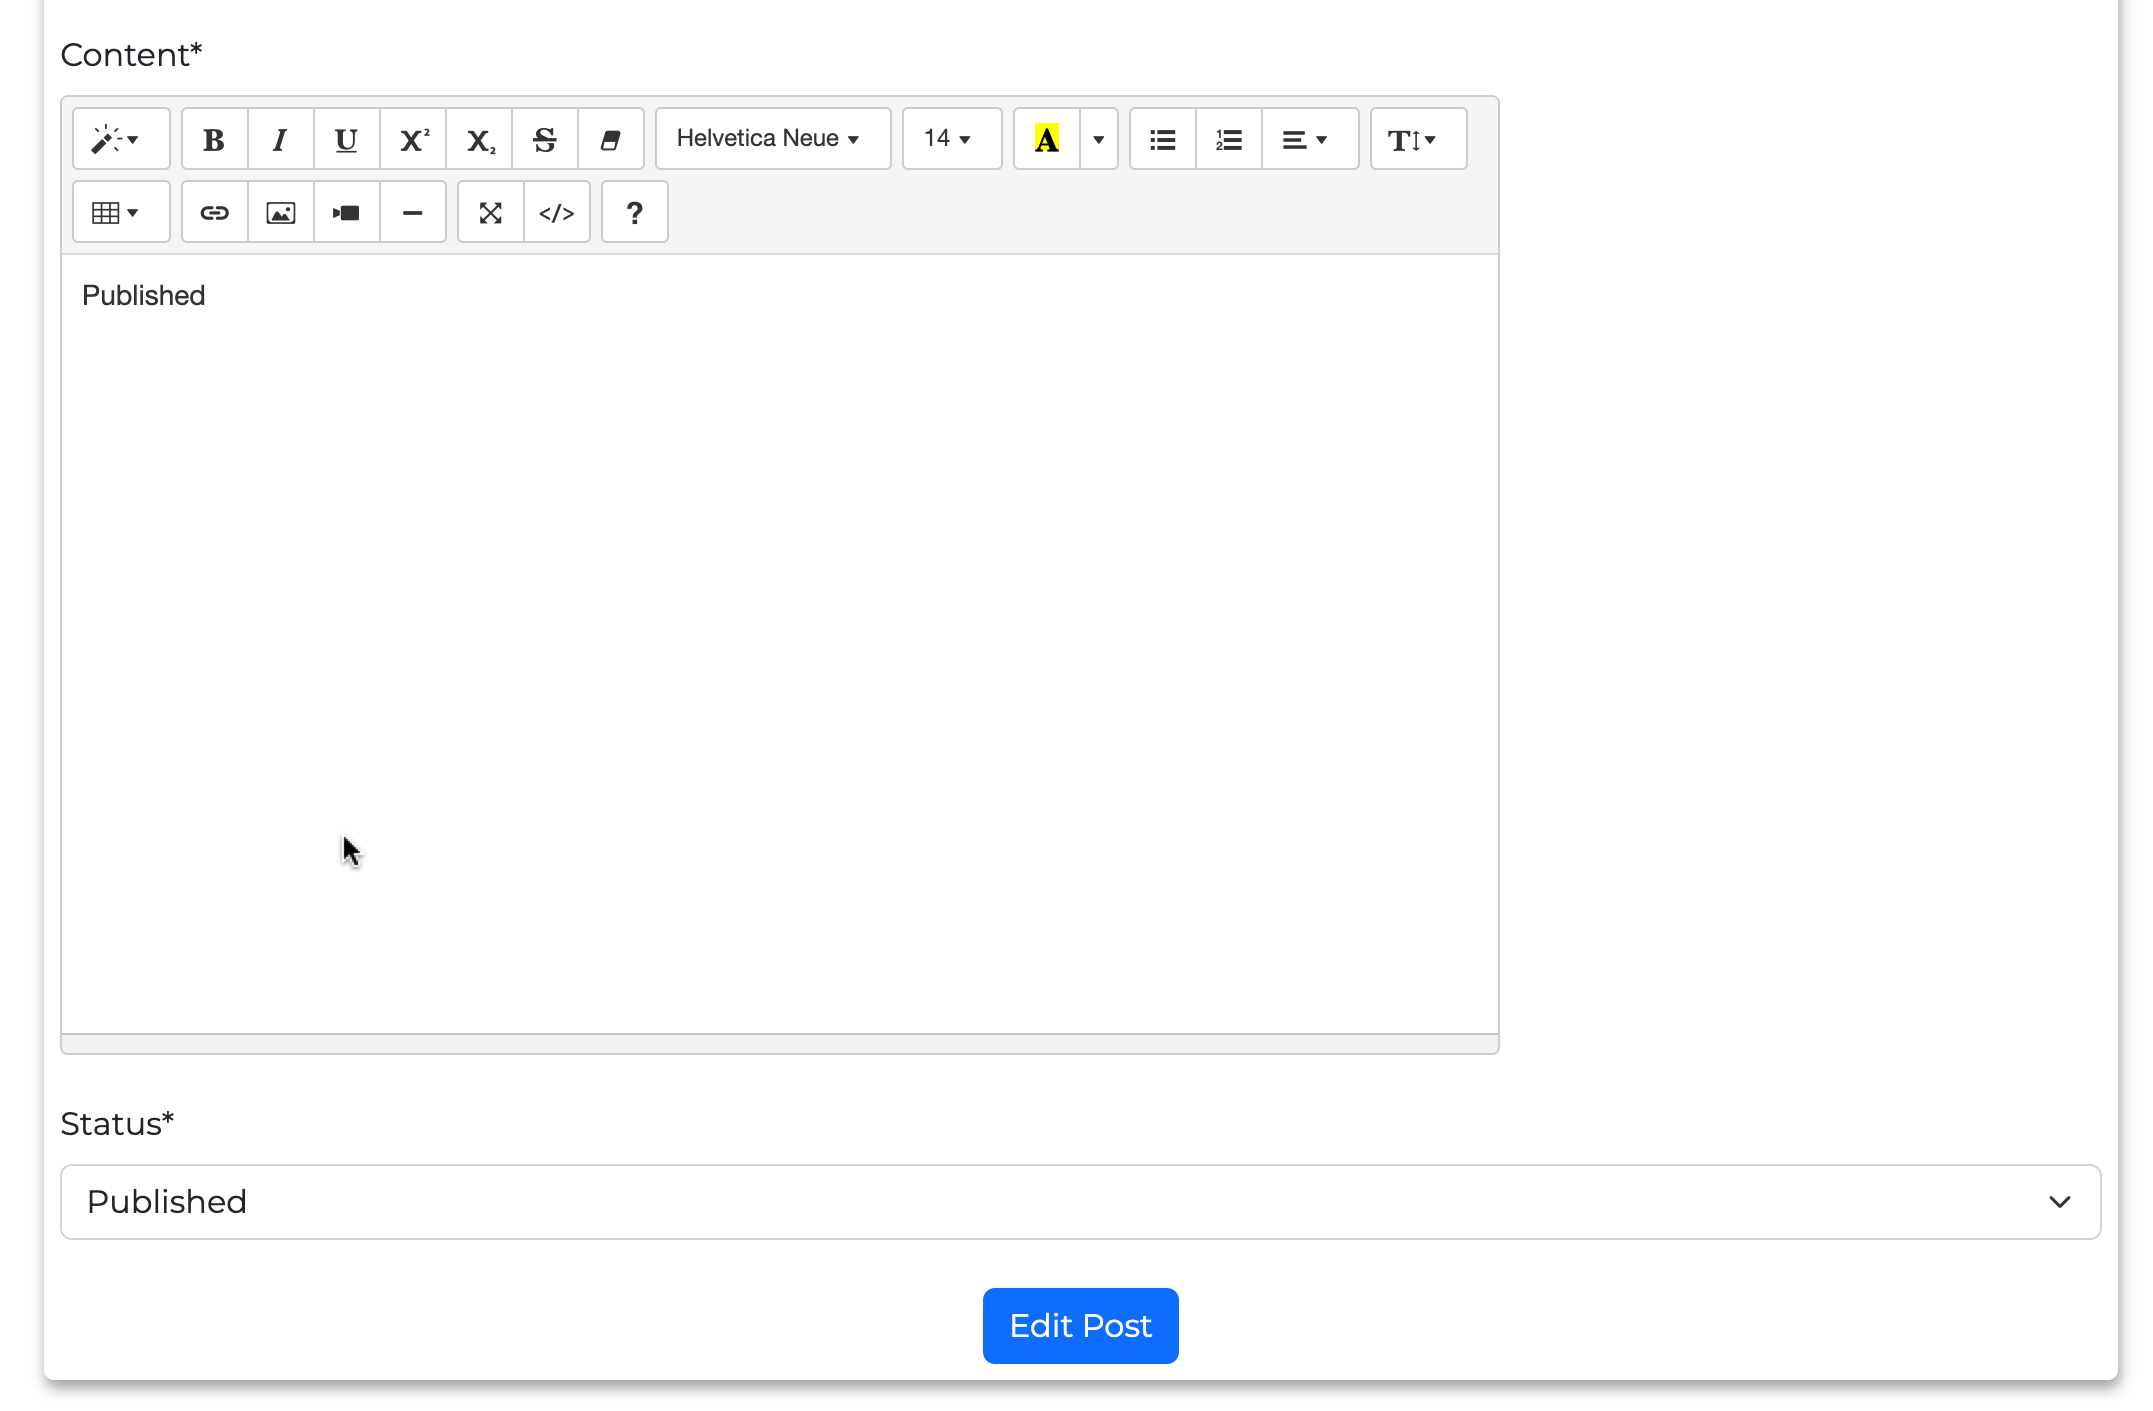 Content*
B I U X² X₂ S Helvetica Neue 14 A T
</> ?
Published
Status*
Published
Edit Post